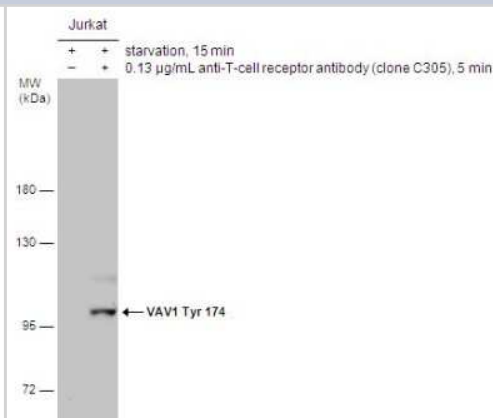 Jurkat
+ + starvation, 15 min
– + 0.13 µg/mL anti-T-cell receptor antibody (clone C305), 5 min
MW
(kDa)
180
130
VAV1 Tyr 174
95
72